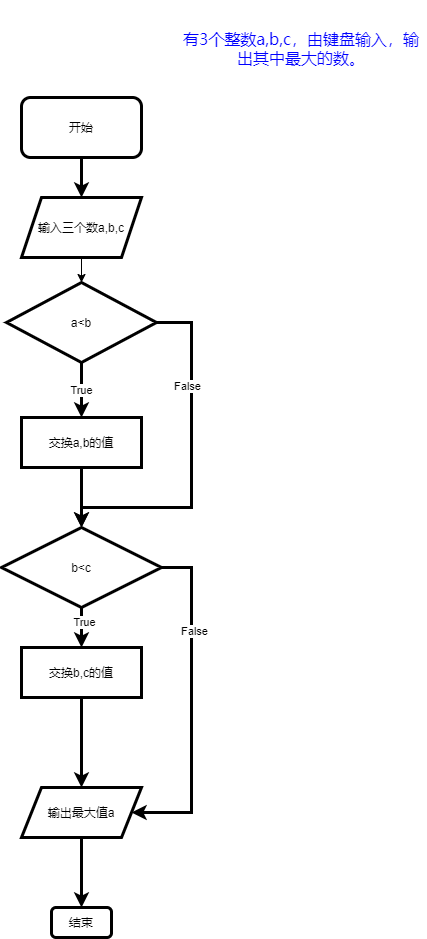 有3个整数a,b,c，由键盘输入，输
出其中最大的数。
开始
输入三个数a,b,c
a<b
True
False
交换a,b的值
b<c
True
False
交换b,c的值
输出最大值a
结束